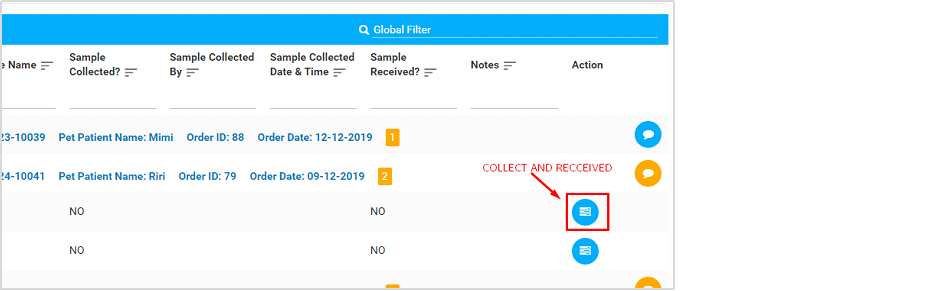 Global Filter
e Name
Sample Collected?
Sample Collected By
Sample Collected Date & Time
Sample Received?
Notes
Action
23-10039 Pet Patient Name: Mimi Order ID: 88 Order Date: 12-12-2019 1
24-10041 Pet Patient Name: Riri Order ID: 79 Order Date: 09-12-2019 2
COLLECT AND RECCEIVED
NO NO
NO NO